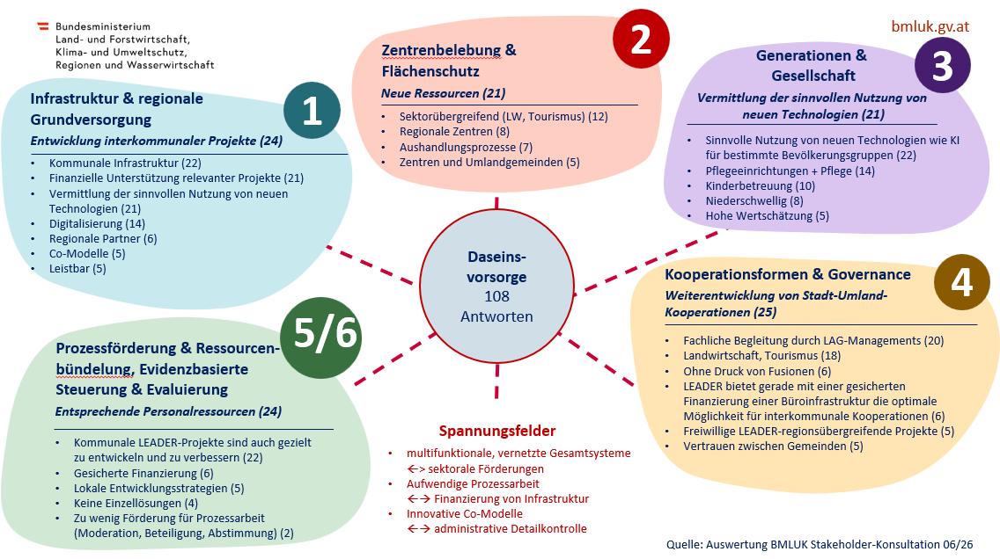 Bundesministerium
Land- und Forstwirtschaft,
Klima- und Umweltschutz,
Regionen und Wasserwirtschaft
bmluk.gv.at
1
Infrastruktur & regionale
Grundversorgung
Entwicklung interkommunaler Projekte (24)
• Kommunale Infrastruktur (22)
• Finanzielle Unterstützung relevanter Projekte (21)
• Vermittlung der sinnvollen Nutzung von neuen
Technologien (21)
• Digitalisierung (14)
• Regionale Partner (6)
• Co-Modelle (5)
• Leistbar (5)
2
Zentrenbelebung &
Flächenschutz
Neue Ressourcen (21)
• Sektorübergreifend (LW, Tourismus) (12)
• Regionale Zentren (8)
• Aushandlungsprozesse (7)
• Zentren und Umlandgemeinden (5)
3
Generationen &
Gesellschaft
Vermittlung der sinnvollen Nutzung von
neuen Technologien (21)
• Sinnvolle Nutzung von neuen Technologien wie KI
für bestimmte Bevölkerungsgruppen (22)
• Pflegeeinrichtungen + Pflege (14)
• Kinderbetreuung (10)
• Niederschwellig (8)
• Hohe Wertschätzung (5)
Daseins-
vorsorge
108
Antworten
4
Kooperationsformen & Governance
Weiterentwicklung von Stadt-Umland-
Kooperationen (25)
• Fachliche Begleitung durch LAG-Managements (20)
• Landwirtschaft, Tourismus (18)
• Ohne Druck von Fusionen (6)
• LEADER bietet gerade mit einer gesicherten
Finanzierung einer Büroinfrastruktur die optimale
Möglichkeit für interkommunale Kooperationen (6)
• Freiwillige LEADER-regionsübergreifende Projekte (5)
• Vertrauen zwischen Gemeinden (5)
5/6
Prozessförderung & Ressourcen-
bündelung, Evidenzbasierte
Steuerung & Evaluierung
Entsprechende Personalressourcen (24)
• Kommunale LEADER-Projekte sind auch gezielt
zu entwickeln und zu verbessern (22)
• Gesicherte Finanzierung (6)
• Lokale Entwicklungsstrategien (5)
• Keine Einzellösungen (4)
• Zu wenig Förderung für Prozessarbeit
(Moderation, Beteiligung, Abstimmung) (2)
Spannungsfelder
• multifunktionale, vernetzte Gesamtsysteme
<-> sektorale Förderungen
• Aufwendige Prozessarbeit
←→ Finanzierung von Infrastruktur
• Innovative Co-Modelle
←→ administrative Detailkontrolle
Quelle: Auswertung BMLUK Stakeholder-Konsultation 06/26